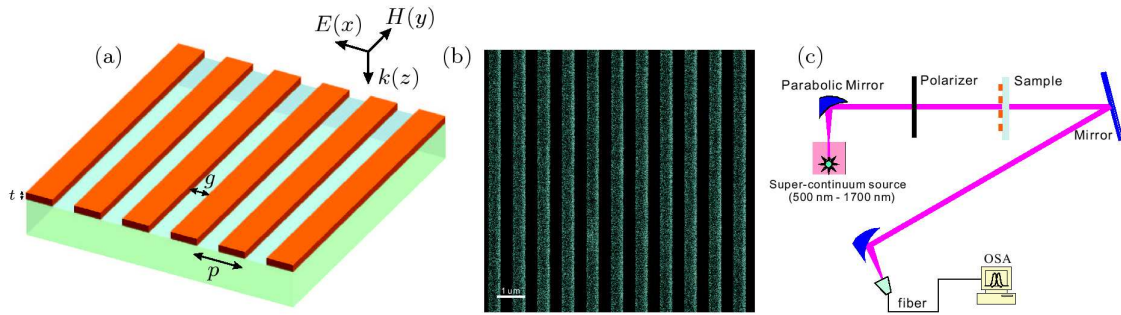 (a)
E(x)
H(y)
k(z)
t
g
p
(b)
1 um
(c)
Parabolic Mirror
Polarizer
Sample
Mirror
Super-continuum source
(500 nm - 1700 nm)
OSA
fiber